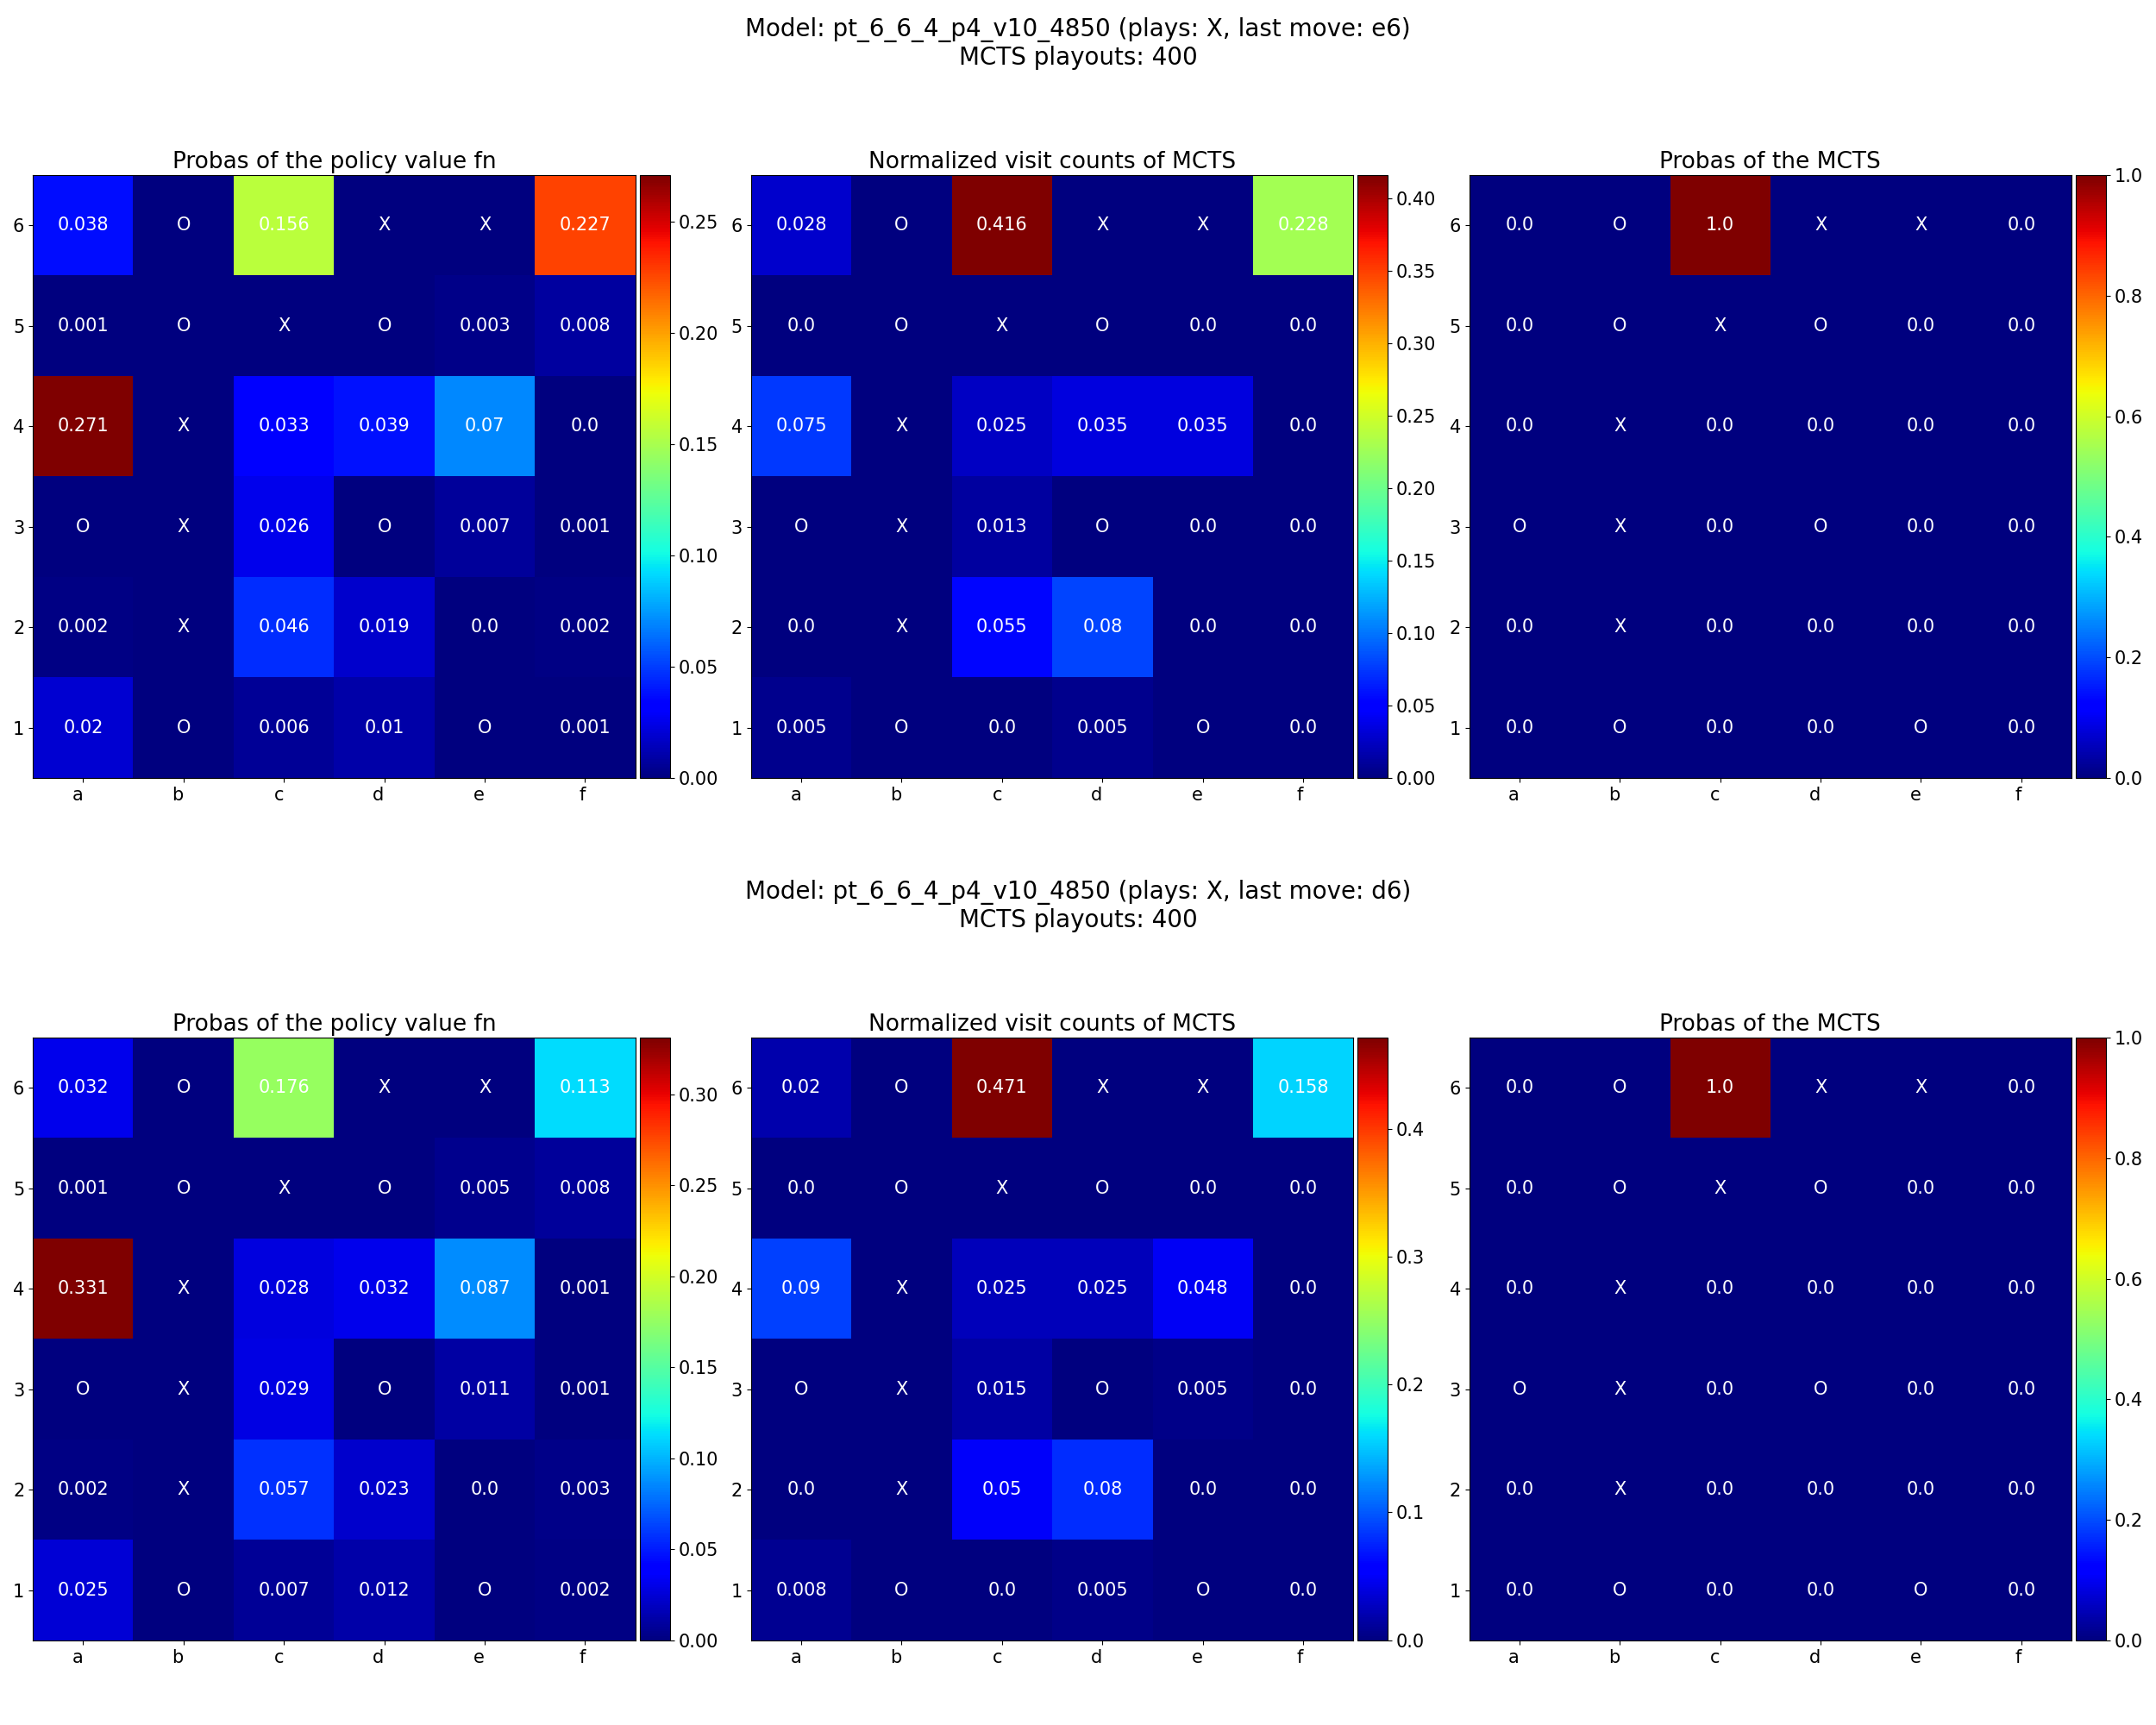 Model: pt_6_6_4_p4_v10_4850 (plays: X, last move: e6)
MCTS playouts: 400
Probas of the policy value fn
6 0.038 O 0.156 X X 0.227
5 0.001 O X O 0.003 0.008
4 0.271 X 0.033 0.039 0.07 0.0
3 O X 0.026 O 0.007 0.001
2 0.002 X 0.046 0.019 0.0 0.002
1 0.02 O 0.006 0.01 O 0.001
a b c d e f
0.25
0.20
0.15
0.10
0.05
0.00
Normalized visit counts of MCTS
6 0.028 O 0.416 X X 0.228
5 0.0 O X O 0.0 0.0
4 0.075 X 0.025 0.035 0.035 0.0
3 O X 0.013 O 0.0 0.0
2 0.0 X 0.055 0.08 0.0 0.0
1 0.005 O 0.0 0.005 O 0.0
a b c d e f
0.40
0.35
0.30
0.25
0.20
0.15
0.10
0.05
0.00
Probas of the MCTS
6 0.0 O 1.0 X X 0.0
5 0.0 O X O 0.0 0.0
4 0.0 X 0.0 0.0 0.0 0.0
3 O X 0.0 O 0.0 0.0
2 0.0 X 0.0 0.0 0.0 0.0
1 0.0 O 0.0 0.0 O 0.0
a b c d e f
1.0
0.8
0.6
0.4
0.2
0.0
Model: pt_6_6_4_p4_v10_4850 (plays: X, last move: d6)
MCTS playouts: 400
Probas of the policy value fn
6 0.032 O 0.176 X X 0.113
5 0.001 O X O 0.005 0.008
4 0.331 X 0.028 0.032 0.087 0.001
3 O X 0.029 O 0.011 0.001
2 0.002 X 0.057 0.023 0.0 0.003
1 0.025 O 0.007 0.012 O 0.002
a b c d e f
0.30
0.25
0.20
0.15
0.10
0.05
0.00
Normalized visit counts of MCTS
6 0.02 O 0.471 X X 0.158
5 0.0 O X O 0.0 0.0
4 0.09 X 0.025 0.025 0.048 0.0
3 O X 0.015 O 0.005 0.0
2 0.0 X 0.05 0.08 0.0 0.0
1 0.008 O 0.0 0.005 O 0.0
a b c d e f
0.4
0.3
0.2
0.1
0.0
Probas of the MCTS
6 0.0 O 1.0 X X 0.0
5 0.0 O X O 0.0 0.0
4 0.0 X 0.0 0.0 0.0 0.0
3 O X 0.0 O 0.0 0.0
2 0.0 X 0.0 0.0 0.0 0.0
1 0.0 O 0.0 0.0 O 0.0
a b c d e f
1.0
0.8
0.6
0.4
0.2
0.0